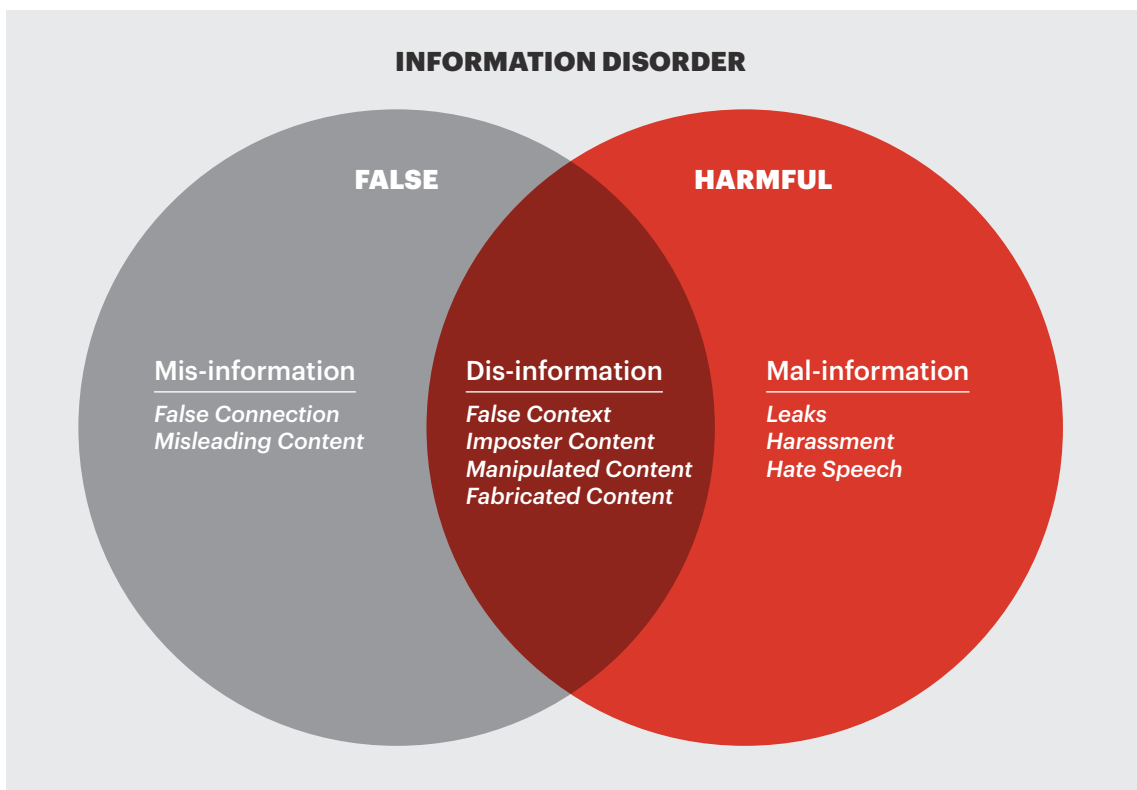 INFORMATION DISORDER
FALSE
HARMFUL
Mis-information
False Connection
Misleading Content
Dis-information
False Context
Imposter Content
Manipulated Content
Fabricated Content
Mal-information
Leaks
Harassment
Hate Speech